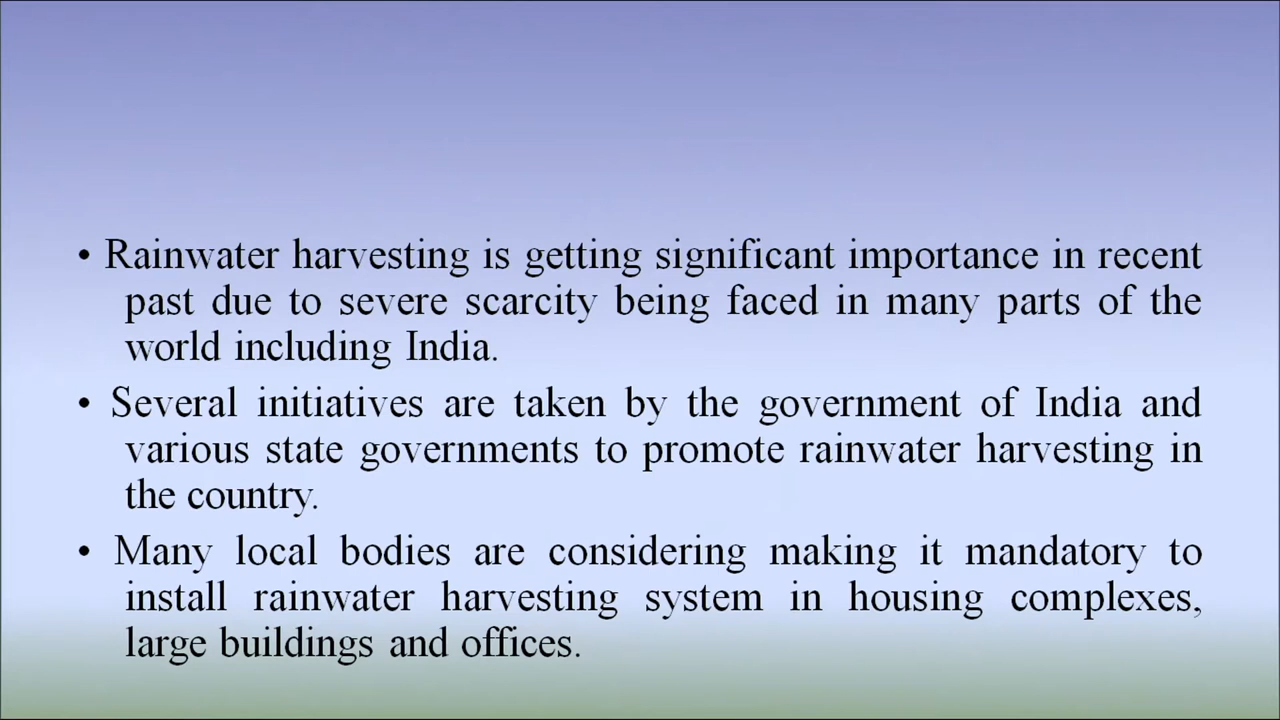 • Rainwater harvesting is getting significant importance in recent
past due to severe scarcity being faced in many parts of the
world including India.
• Several initiatives are taken by the government of India and
various state governments to promote rainwater harvesting in
the country.
• Many local bodies are considering making it mandatory to
install rainwater harvesting system in housing complexes,
large buildings and offices.